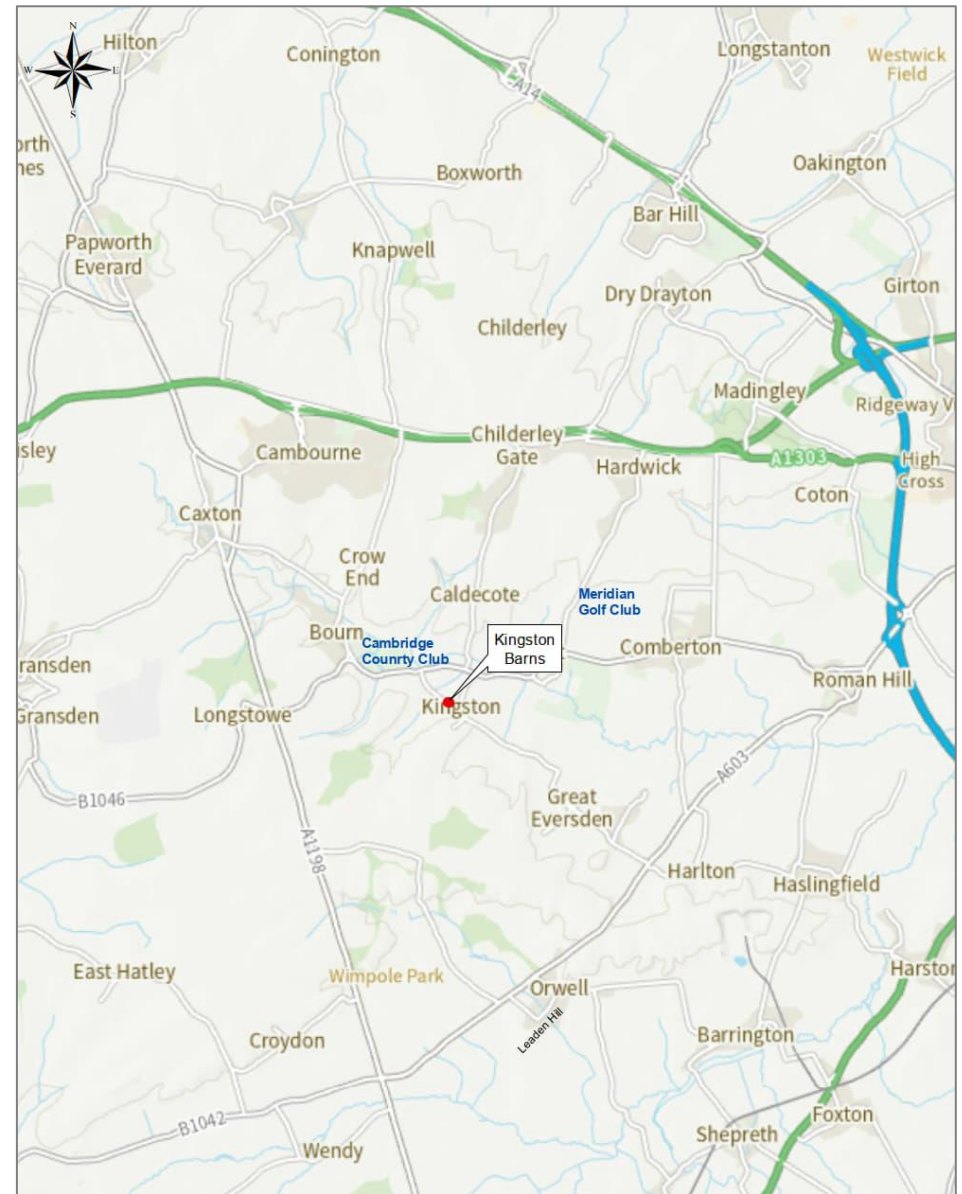 N
W
E
S
Hilton
Conington
Longstanton
Westwick
Field
A14
orth
nes
Boxworth
Oakington
Bar Hill
Papworth
Everard
Knapwell
Dry Drayton
Girton
Childerley
Madingley
Ridgeway V
isley
Cambourne
Childerley
Gate
Hardwick
A1303
High
Cross
Coton
Caxton
Crow
End
Caldecote
Meridian
Golf Club
Bourn
Cambridge
Counrty Club
Kingston
Barns
Comberton
ransden
Gransden
Longstowe
Kingston
Roman Hill
B1046
A603
Great
Eversden
A1198
Harlton
Haslingfield
East Hatley
Wimpole Park
Orwell
Harston
Leaden Hill
Croydon
Barrington
B1042
Wendy
Shepreth
Foxton